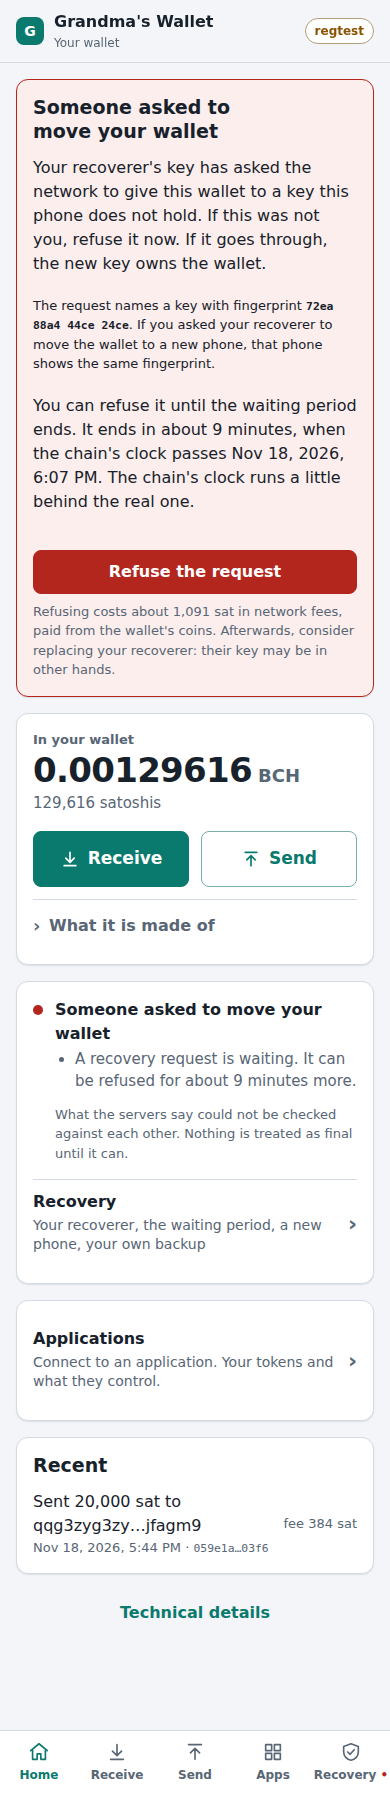 G
Grandma's Wallet
Your wallet
regtest
Someone asked to
move your wallet
Your recoverer's key has asked the
network to give this wallet to a key this
phone does not hold. If this was not
you, refuse it now. If it goes through,
the new key owns the wallet.
The request names a key with fingerprint 72ea
88a4 44ce 24ce. If you asked your recoverer to
move the wallet to a new phone, that phone
shows the same fingerprint.
You can refuse it until the waiting period
ends. It ends in about 9 minutes, when
the chain's clock passes Nov 18, 2026,
6:07 PM. The chain's clock runs a little
behind the real one.
Refuse the request
Refusing costs about 1,091 sat in network fees,
paid from the wallet's coins. Afterwards, consider
replacing your recoverer: their key may be in
other hands.
In your wallet
0.00129616 BCH
129,616 satoshis
Receive
Send
› What it is made of
Someone asked to move your
wallet
• A recovery request is waiting. It can
be refused for about 9 minutes more.
What the servers say could not be checked
against each other. Nothing is treated as final
until it can.
Recovery
Your recoverer, the waiting period, a new
phone, your own backup
›
Applications
Connect to an application. Your tokens and
what they control.
›
Recent
Sent 20,000 sat to
qqg3zyg3zy…jfagm9
fee 384 sat
Nov 18, 2026, 5:44 PM · 059e1a…03f6
Technical details
Home
Receive
Send
Apps
Recovery •